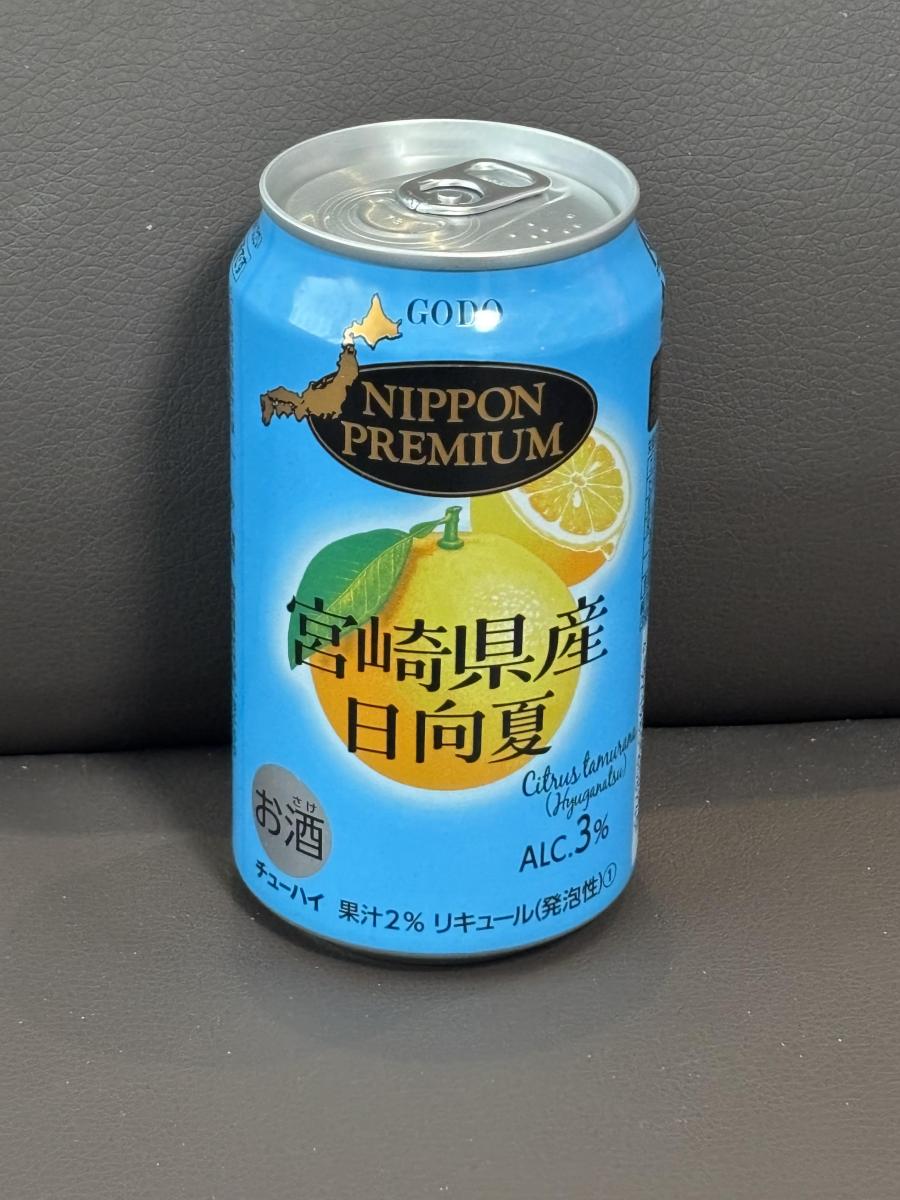 GODO
NIPPON
PREMIUM
宮崎県産
日向夏
Citrus tamurana
(Hyuganatsu)
ALC.3%
さけ
お酒
チューハイ 果汁2% リキュール(発泡性)①